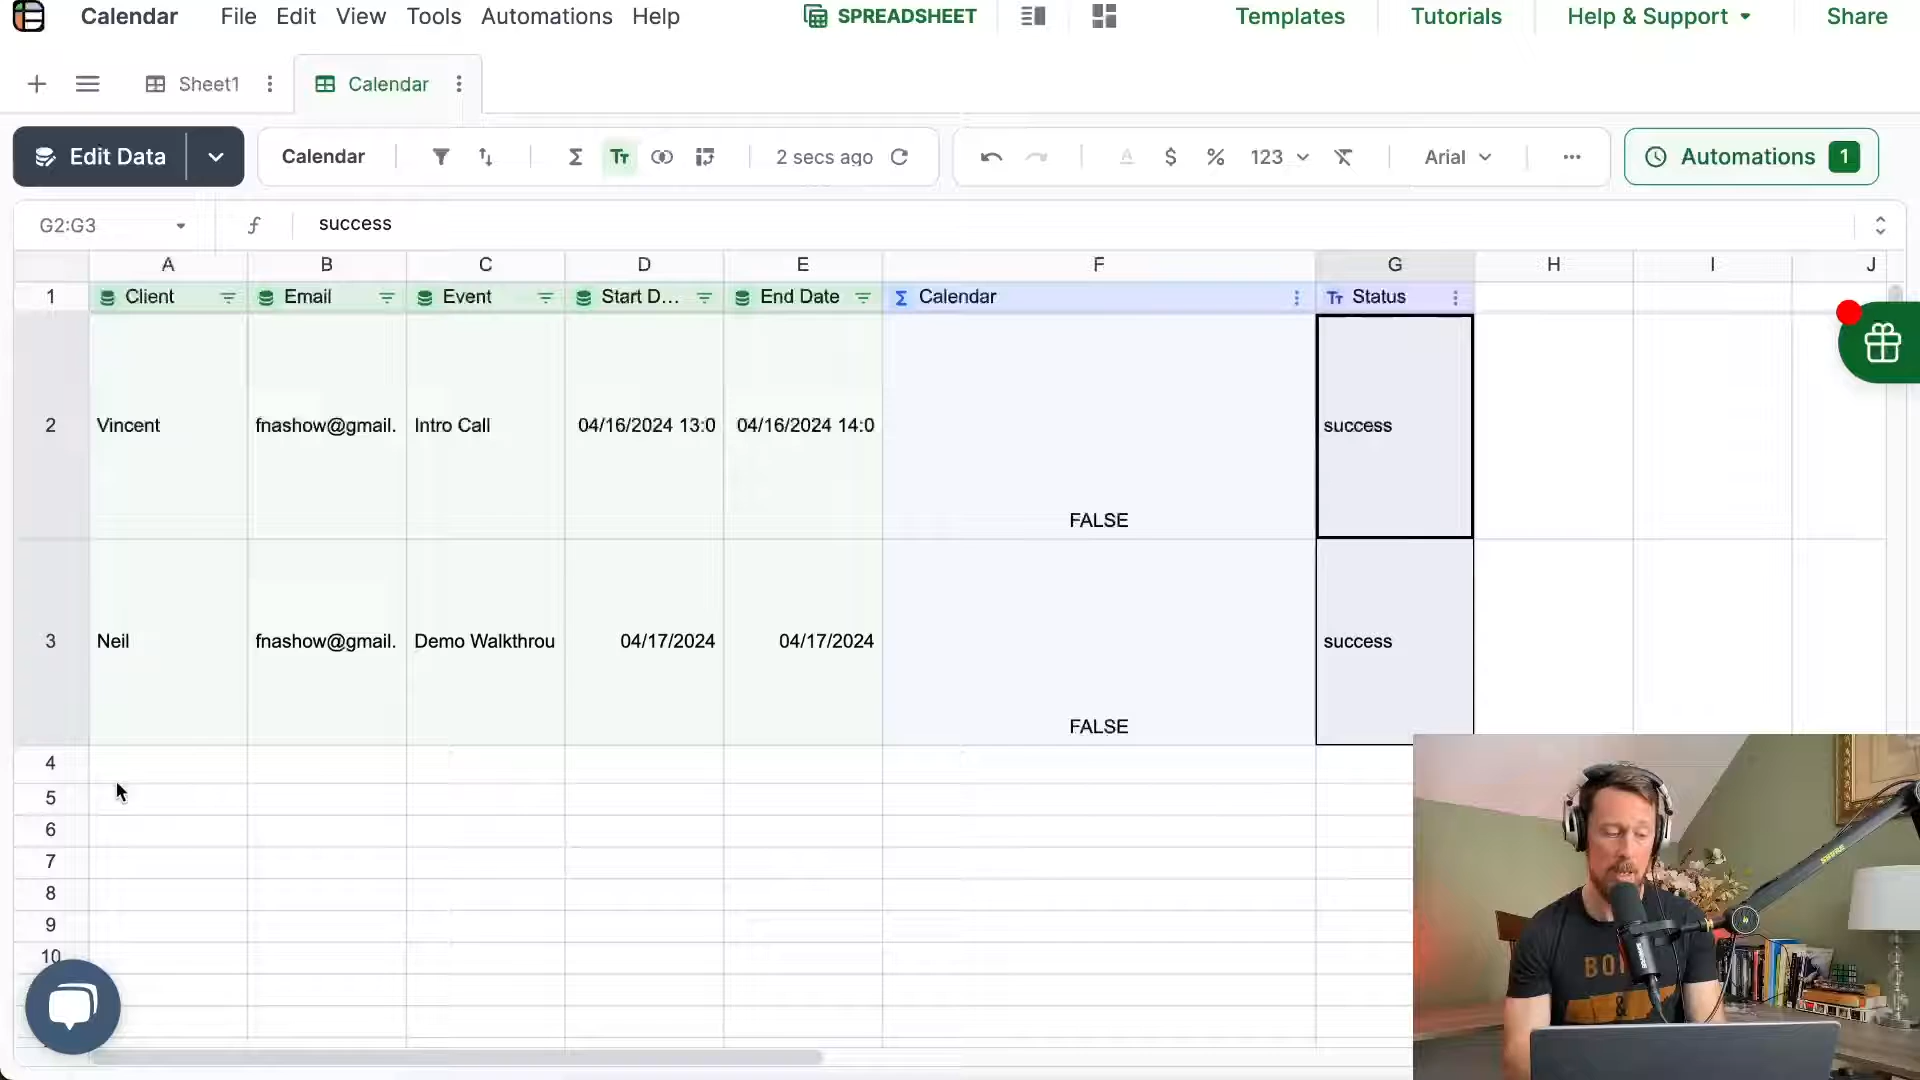 Calendar File Edit View Tools Automations Help SPREADSHEET Templates Tutorials Help & Support Share
Sheet1 Calendar
Edit Data Calendar 2 secs ago $ % 123 Arial ... Automations 1
G2:G3 success
A B C D E F G H I J
1 Client Email Event Start D... End Date Calendar Status
2 Vincent fnashow@gmail. Intro Call 04/16/2024 13:0 04/16/2024 14:0 success
FALSE
3 Neil fnashow@gmail. Demo Walkthrou 04/17/2024 04/17/2024 success
FALSE
4
5
6
7
8
9
10
SHURE
&